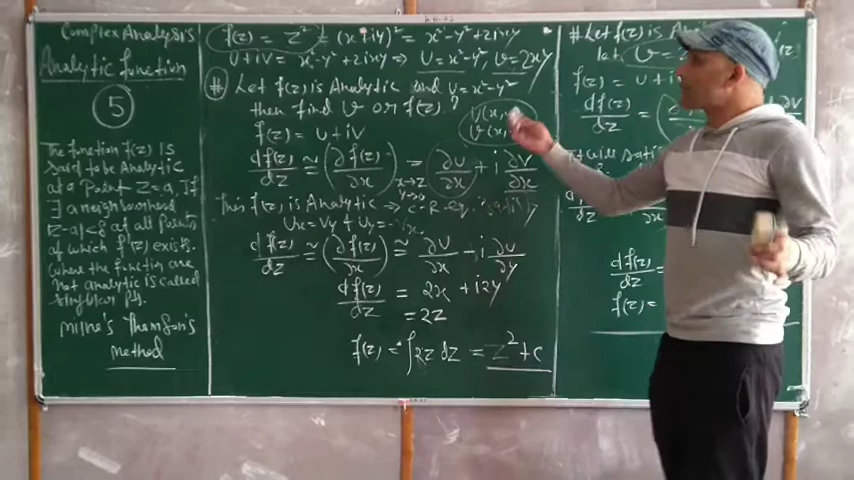 Complex Analysis
Analytic function
5
The function f(z) is
said to be Analytic
at a Point z=a, if
∃ a neighbourhood
|z-a|<δ at all points
of which f'(z) exists.
where the function are
not analytic is called
Singular pts.
Milne's Thomson's
method
f(z) = z² = (x+iy)² = x²-y²+2ixy
u+iv = x²-y²+2ixy ⇒ u=x²-y², v=2xy
# Let f(z) is Analytic and u=x²-y²
then find v or f(z)?
f(z) = u+iv
df(z)/dz ≅ (∂f(z)/∂x) = (∂u/∂x) + i ∂v/∂x
x→z
y→0
Then f(z) is Analytic → C-R eq. satisfy
Ux = Vy & Uy = -Vx
df(z)/dz ≅ (∂f(z)/∂x) ≅ ∂u/∂x - i ∂u/∂y
df(z)/dz = 2x + i2y
= 2z
f(z) = ∫2z dz = z²+c
# Let f(z) is A
let
f(z) = u+i
df(z)/dz =
it will satis
df(z)/dz =
f(z) =